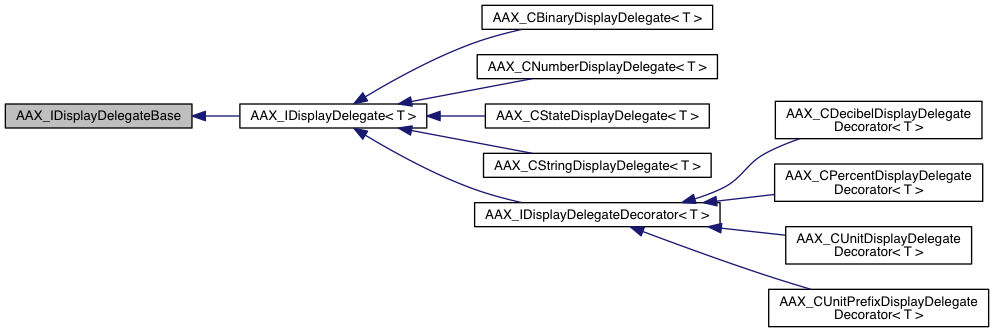 AAX_IDisplayDelegateBase
AAX_IDisplayDelegate< T >
AAX_CBinaryDisplayDelegate< T >
AAX_CNumberDisplayDelegate< T >
AAX_CStateDisplayDelegate< T >
AAX_CStringDisplayDelegate< T >
AAX_IDisplayDelegateDecorator< T >
AAX_CDecibelDisplayDelegate
Decorator< T >
AAX_CPercentDisplayDelegate
Decorator< T >
AAX_CUnitDisplayDelegate
Decorator< T >
AAX_CUnitPrefixDisplayDelegate
Decorator< T >